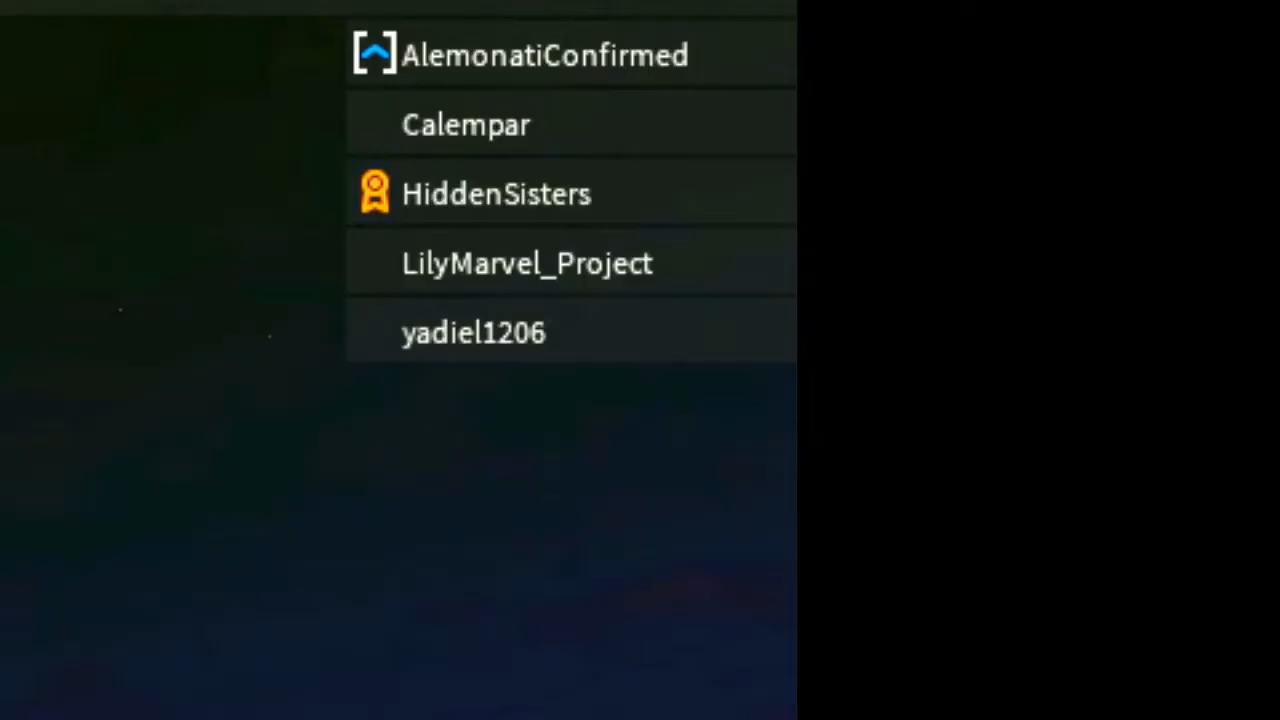 AlemonatiConfirmed
Calempar
HiddenSisters
LilyMarvel_Project
yadiel1206